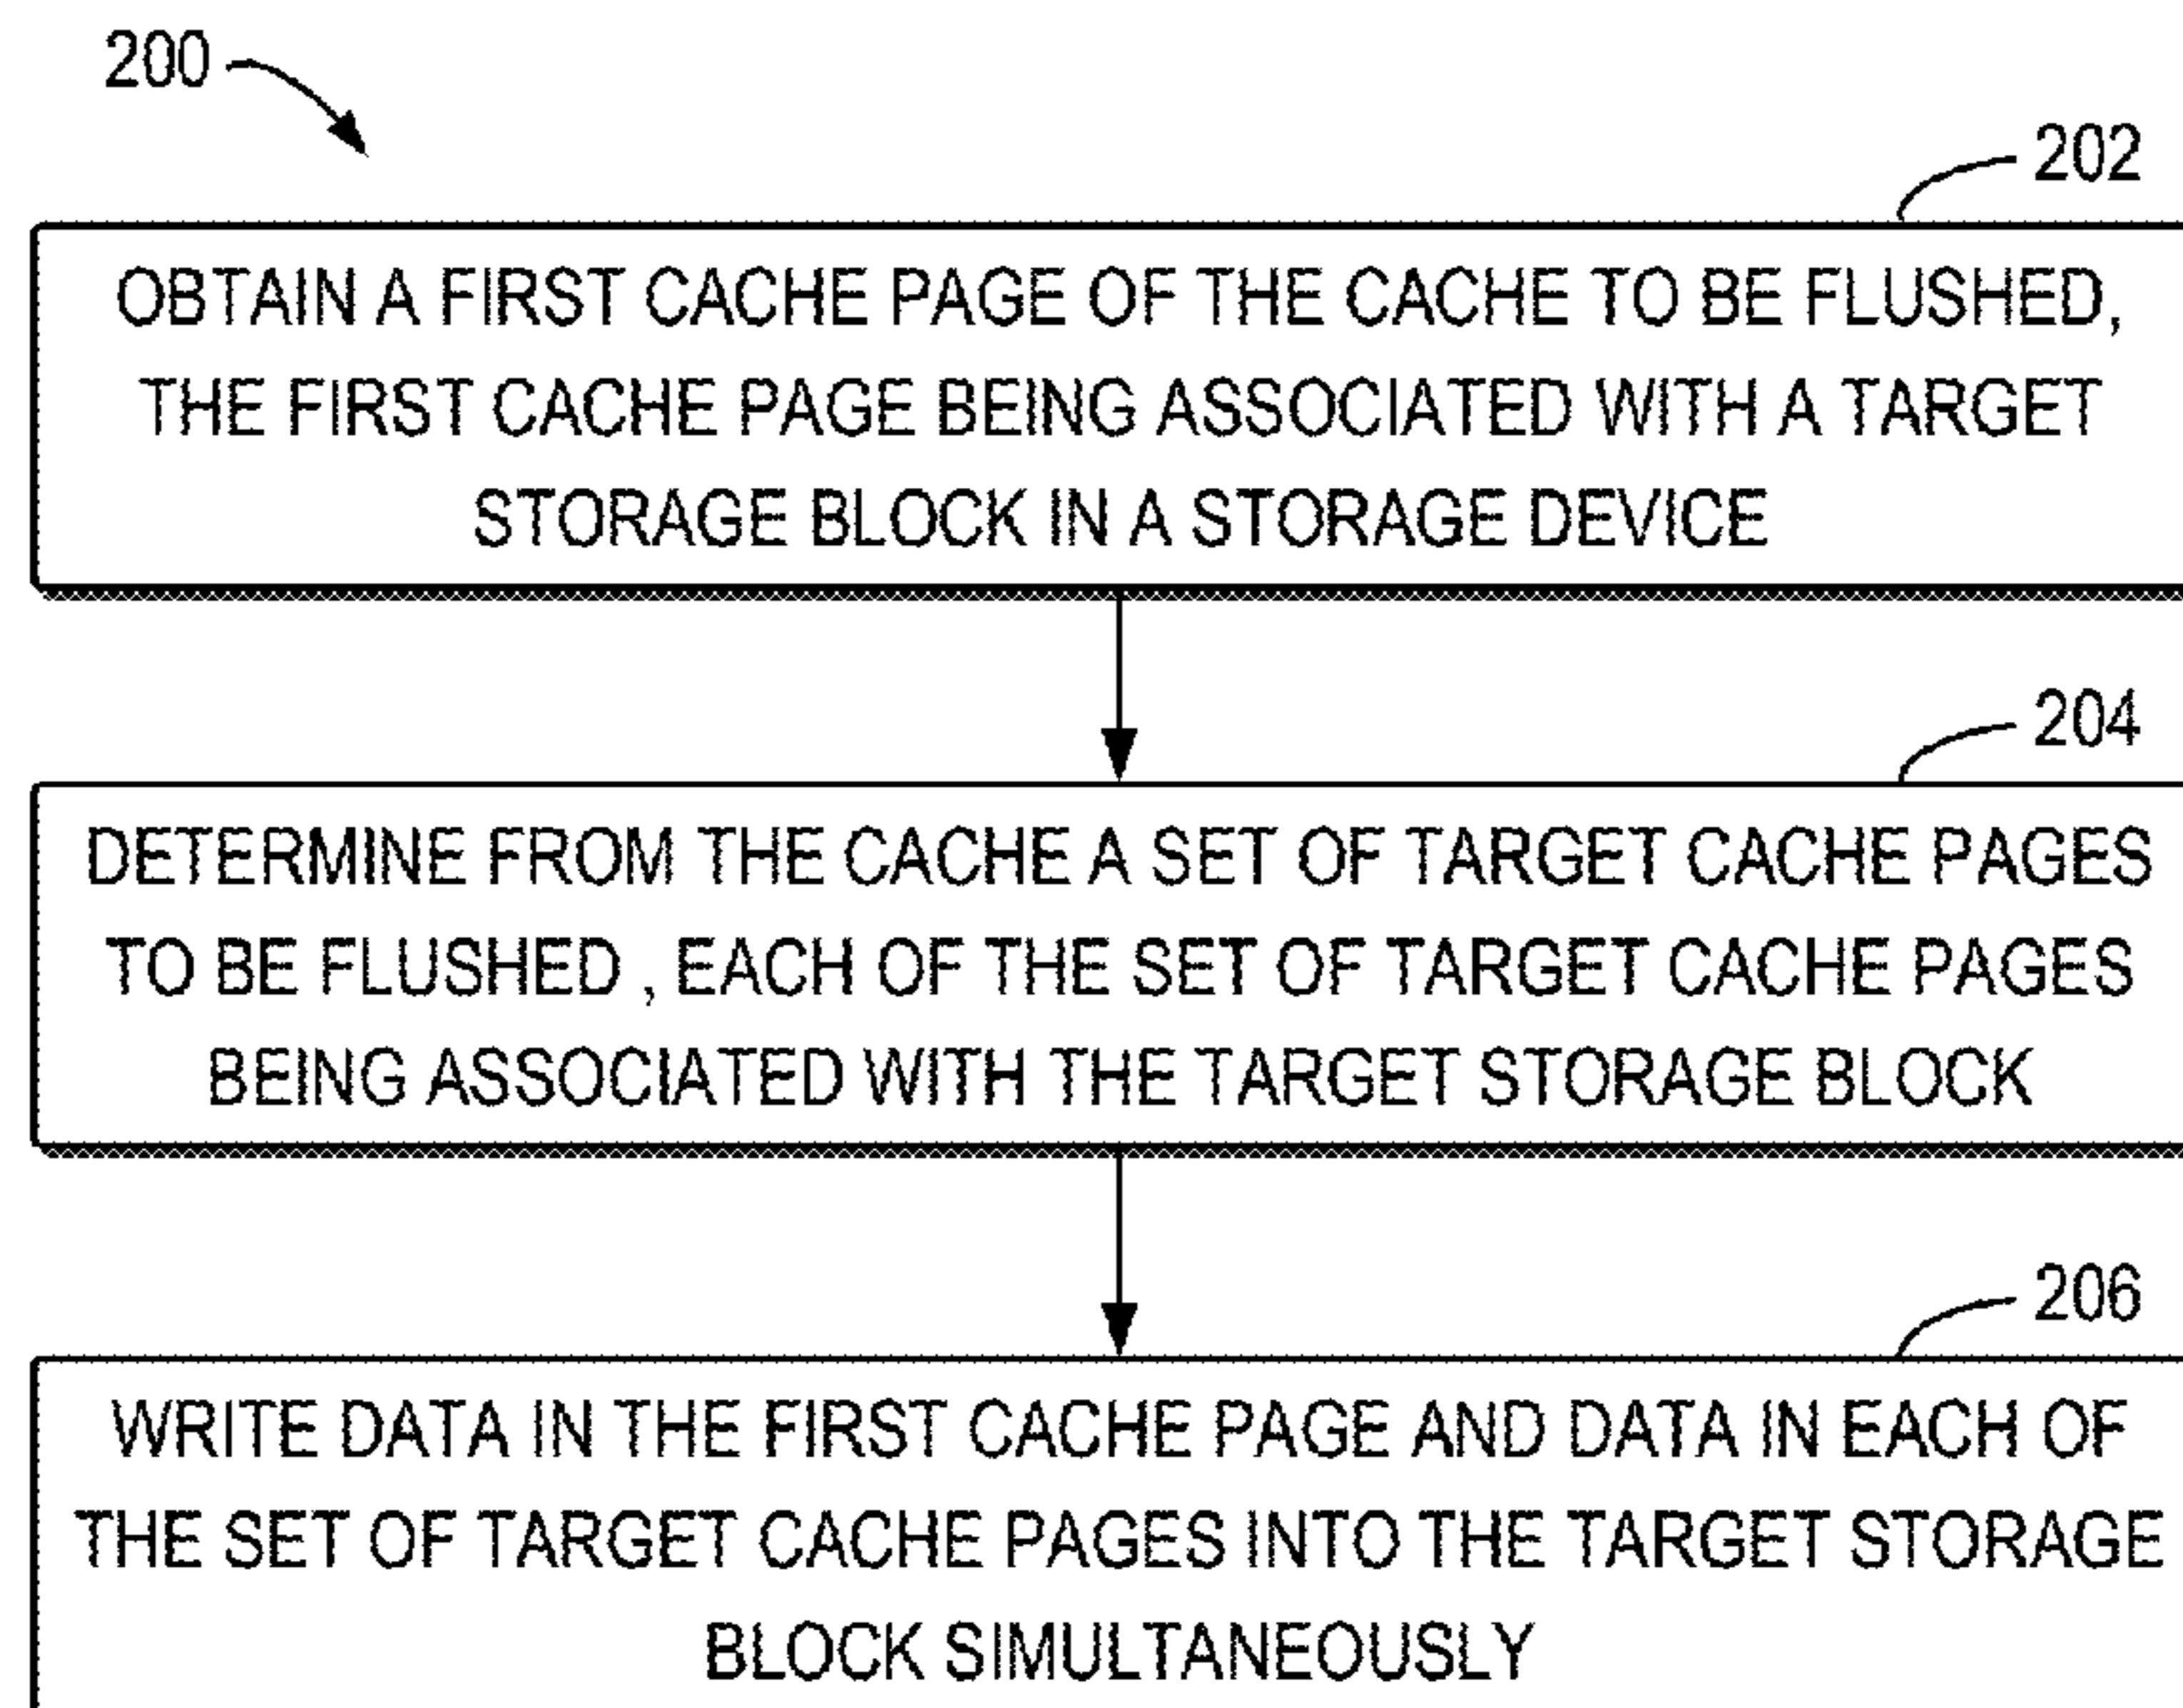 200
202
OBTAIN A FIRST CACHE PAGE OF THE CACHE TO BE FLUSHED,
THE FIRST CACHE PAGE BEING ASSOCIATED WITH A TARGET
STORAGE BLOCK IN A STORAGE DEVICE
204
DETERMINE FROM THE CACHE A SET OF TARGET CACHE PAGES
TO BE FLUSHED , EACH OF THE SET OF TARGET CACHE PAGES
BEING ASSOCIATED WITH THE TARGET STORAGE BLOCK
206
WRITE DATA IN THE FIRST CACHE PAGE AND DATA IN EACH OF
THE SET OF TARGET CACHE PAGES INTO THE TARGET STORAGE
BLOCK SIMULTANEOUSLY